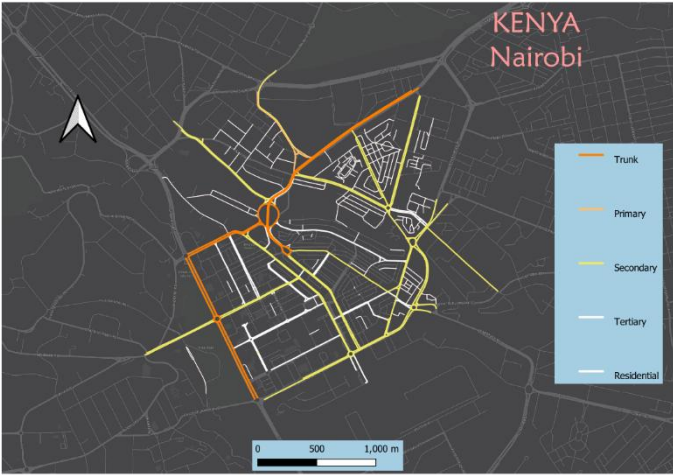 KENYA
Nairobi
Trunk
Primary
Secondary
Tertiary
Residential
0 500 1,000 m